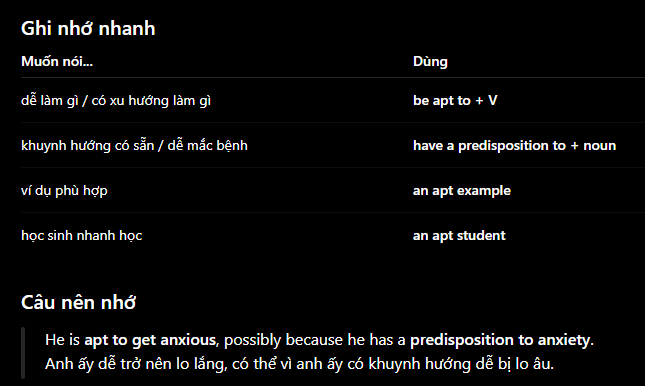 Ghi nhớ nhanh
Muốn nói... Dùng
dễ làm gì / có xu hướng làm gì be apt to + V
khuynh hướng có sẵn / dễ mắc bệnh have a predisposition to + noun
ví dụ phù hợp an apt example
học sinh nhanh học an apt student
Câu nên nhớ
He is apt to get anxious, possibly because he has a predisposition to anxiety.
Anh ấy dễ trở nên lo lắng, có thể vì anh ấy có khuynh hướng dễ bị lo âu.